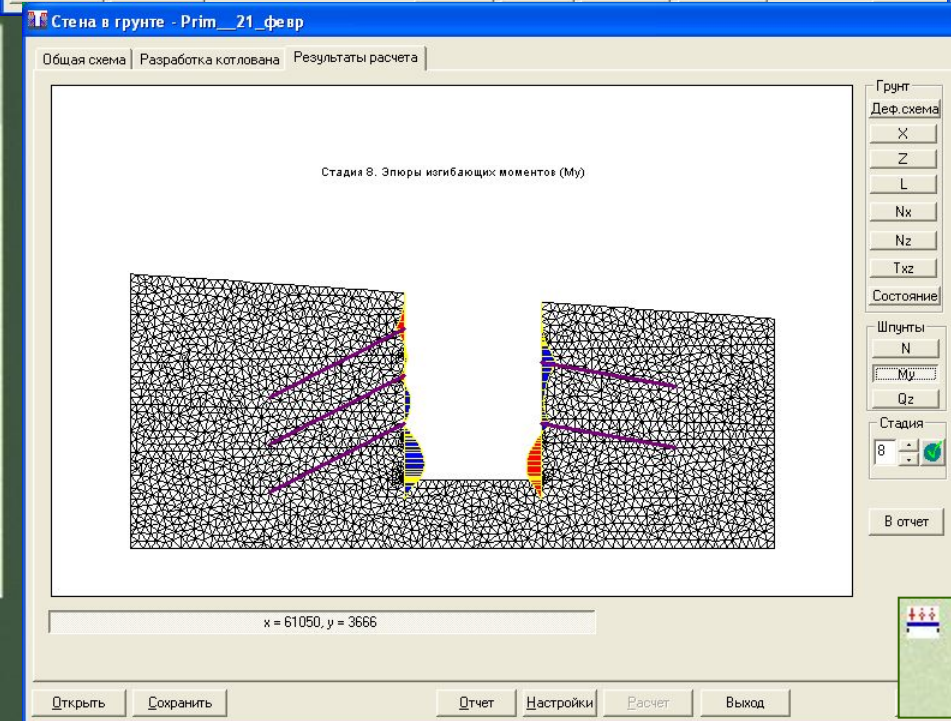 Стена в грунте - Prim__21_февр
Общая схема Разработка котлована Результаты расчета
Стадия 8. Эпюры изгибающих моментов (My)
Грунт
Деф.схема
X
Z
L
Nx
Nz
Txz
Состояние
Шпунты
N
My
Qz
Стадия
8
В отчет
x = 61050, y = 3666
Открыть Сохранить Отчет Настройки Расчет Выход